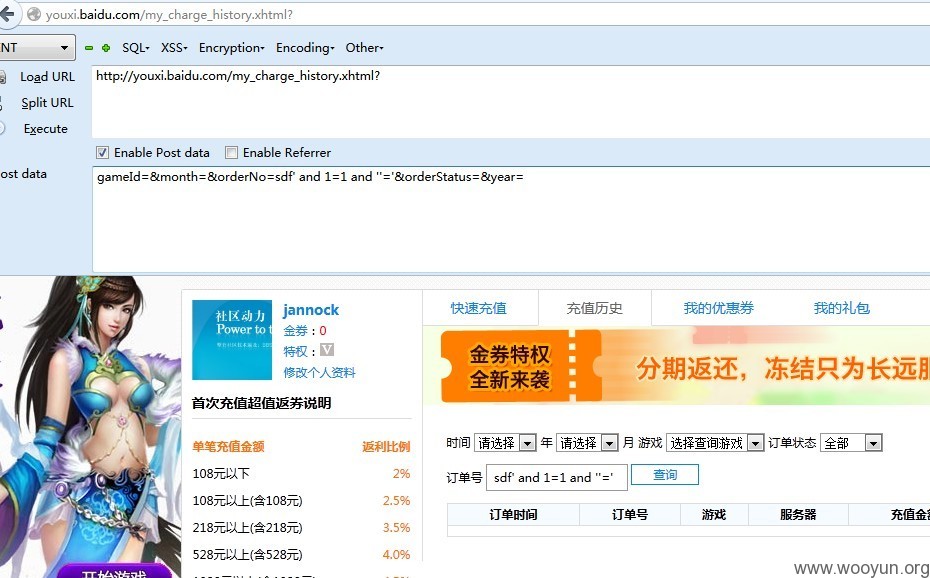 youxi.baidu.com/my_charge_history.xhtml?
NT SQL▾ XSS▾ Encryption▾ Encoding▾ Other▾
Load URL
http://youxi.baidu.com/my_charge_history.xhtml?
Split URL
Execute
Enable Post data Enable Referrer
ost data
gameId=&month=&orderNo=sdf' and 1=1 and ''='&orderStatus=&year=
社区动力
Power to t
jannock
金券：0
特权：V
修改个人资料
首次充值超值返券说明
单笔充值金额 返利比例
108元以下 2%
108元以上(含108元) 2.5%
218元以上(含218元) 3.5%
528元以上(含528元) 4.0%
开始游戏
快速充值 充值历史 我的优惠券 我的礼包
金券特权
全新来袭
分期返还，冻结只为长远
时间 请选择 年 请选择 月 游戏 选择查询游戏 订单状态 全部
订单号 sdf' and 1=1 and ''=' 查询
订单时间 订单号 游戏 服务器 充值金
www.wooyun.org